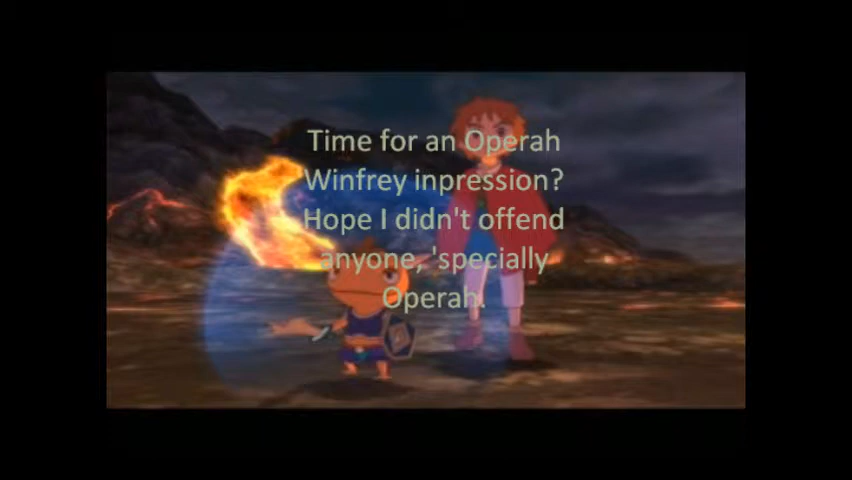 Time for an Operah
Winfrey inpression?
Hope I didn't offend
anyone, 'specially
Operah.